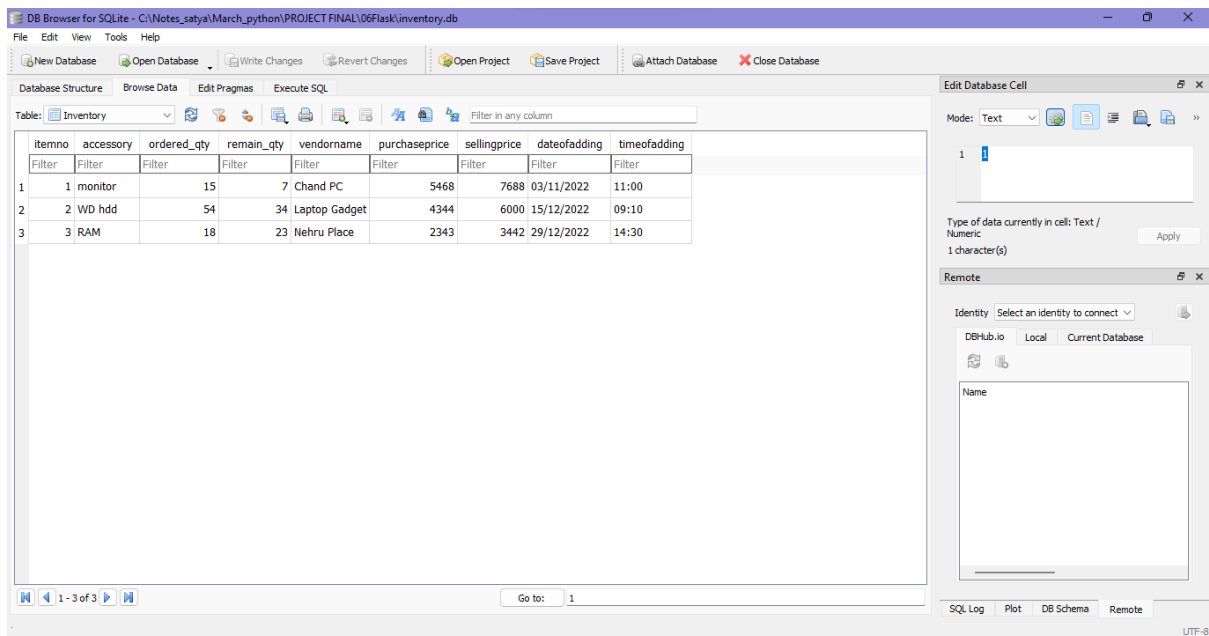 DB Browser for SQLite - C:\Notes_satya\March_python\PROJECT FINAL\06Flask\inventory.db
File Edit View Tools Help
New Database Open Database Write Changes Revert Changes Open Project Save Project Attach Database Close Database
Database Structure Browse Data Edit Pragmas Execute SQL
Table: Inventory Filter in any column
itemno accessory ordered_qty remain_qty vendorname purchaseprice sellingprice dateofadding timeofadding
Filter Filter Filter Filter Filter Filter Filter Filter Filter
1 1 monitor 15 7 Chand PC 5468 7688 03/11/2022 11:00
2 2 WD hdd 54 34 Laptop Gadget 4344 6000 15/12/2022 09:10
3 3 RAM 18 23 Nehru Place 2343 3442 29/12/2022 14:30
1 - 3 of 3 Go to: 1
Edit Database Cell
Mode: Text
1 1
Type of data currently in cell: Text /
Numeric
Apply
1 character(s)
Remote
Identity Select an identity to connect
DBHub.io Local Current Database
Name
SQL Log Plot DB Schema Remote
UTF-8